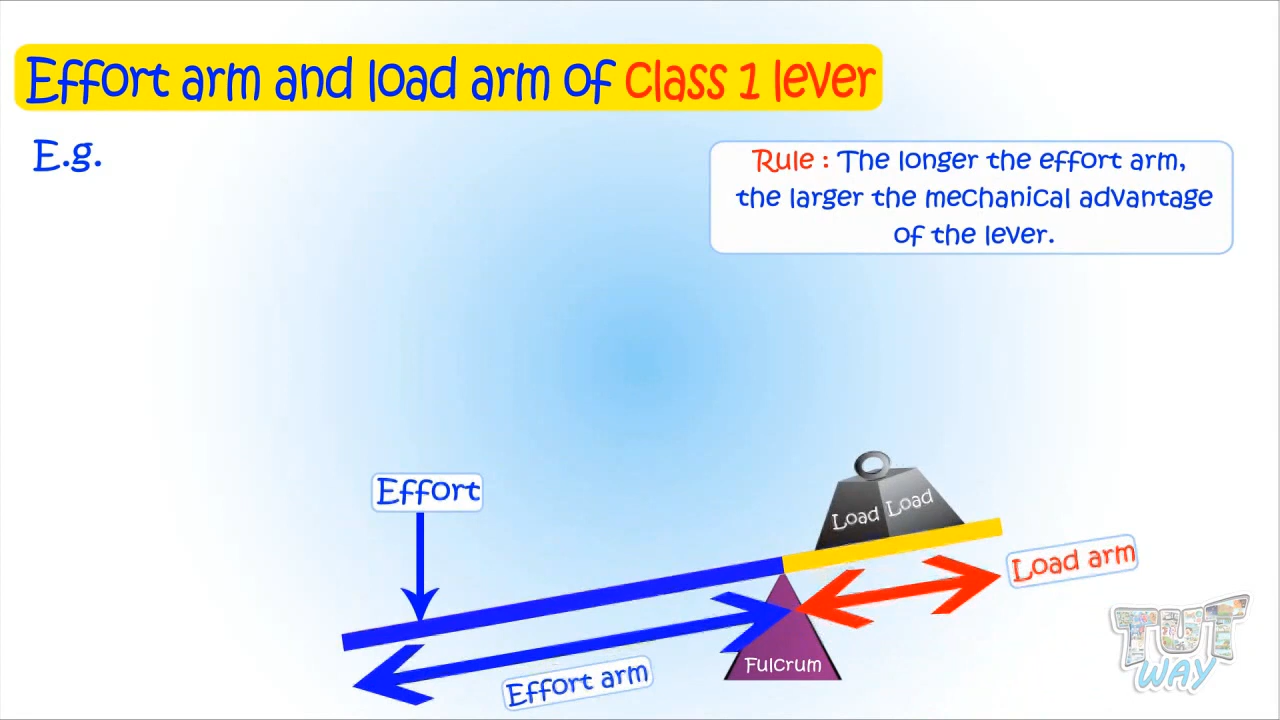 Effort arm and load arm of Class 1 lever
E.g.
Rule : The longer the effort arm,
the larger the mechanical advantage
of the lever.
Effort
Load Load
Load arm
Effort arm
Fulcrum
TUT
WAY